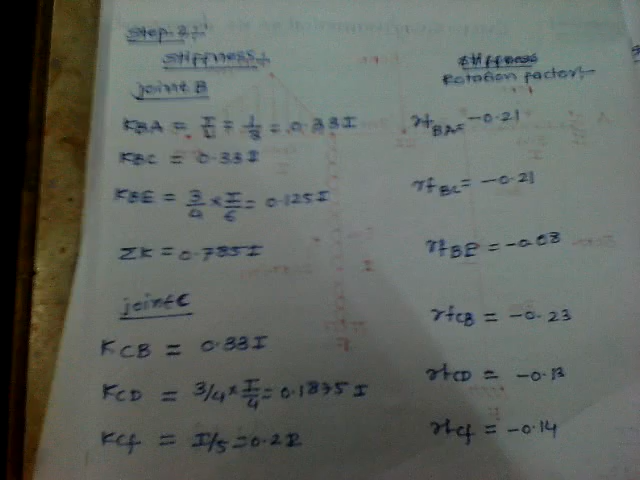 Step 2:-
Stiffness:-
Rotation factor:-
joint B
KBA = I/L = 1/3 = 0.33I
rfBA = -0.21
KBC = 0.33I
rfBC = -0.21
KBE = 3/4 × I/6 = 0.125I
rfBE = -0.08
ΣK = 0.785I
joint C
KCB = 0.33I
rfCB = -0.23
KCD = 3/4 × I/4 = 0.1875I
rfCD = -0.13
KCf = I/5 = 0.2I
rfCf = -0.14